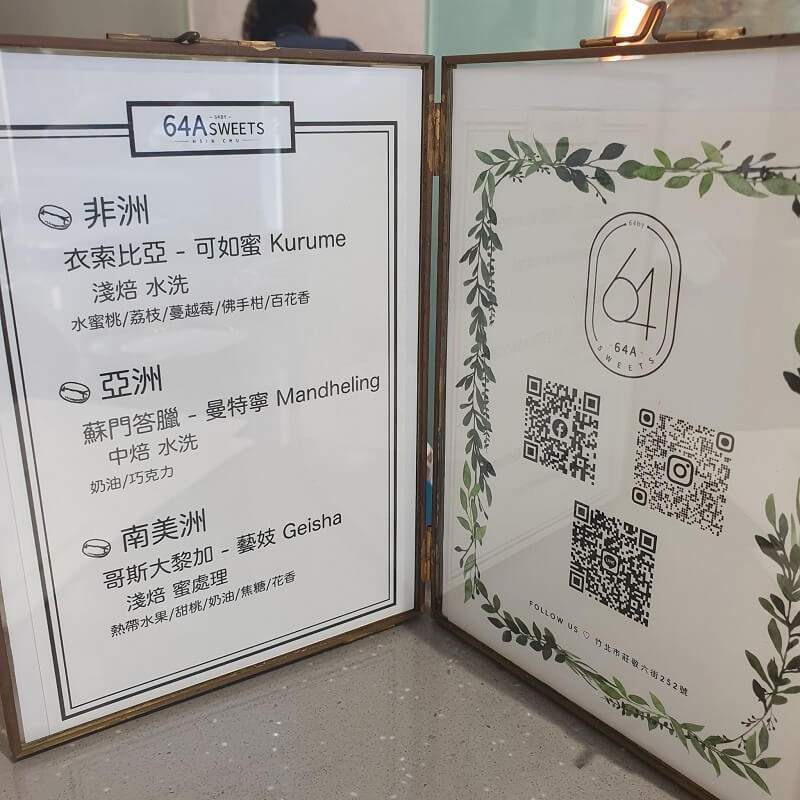 64BY
64A SWEETS
HSIN CHU
非洲
衣索比亞 - 可如蜜 Kurume
淺焙 水洗
水蜜桃/荔枝/蔓越莓/佛手柑/百花香
亞洲
蘇門答臘 - 曼特寧 Mandheling
中焙 水洗
奶油/巧克力
南美洲
哥斯大黎加 - 藝妓 Geisha
淺焙 蜜處理
熱帶水果/甜桃/奶油/焦糖/花香
64BY
64
-64A-
SWEETS
FOLLOW US ♡ 竹北市莊敬六街252號